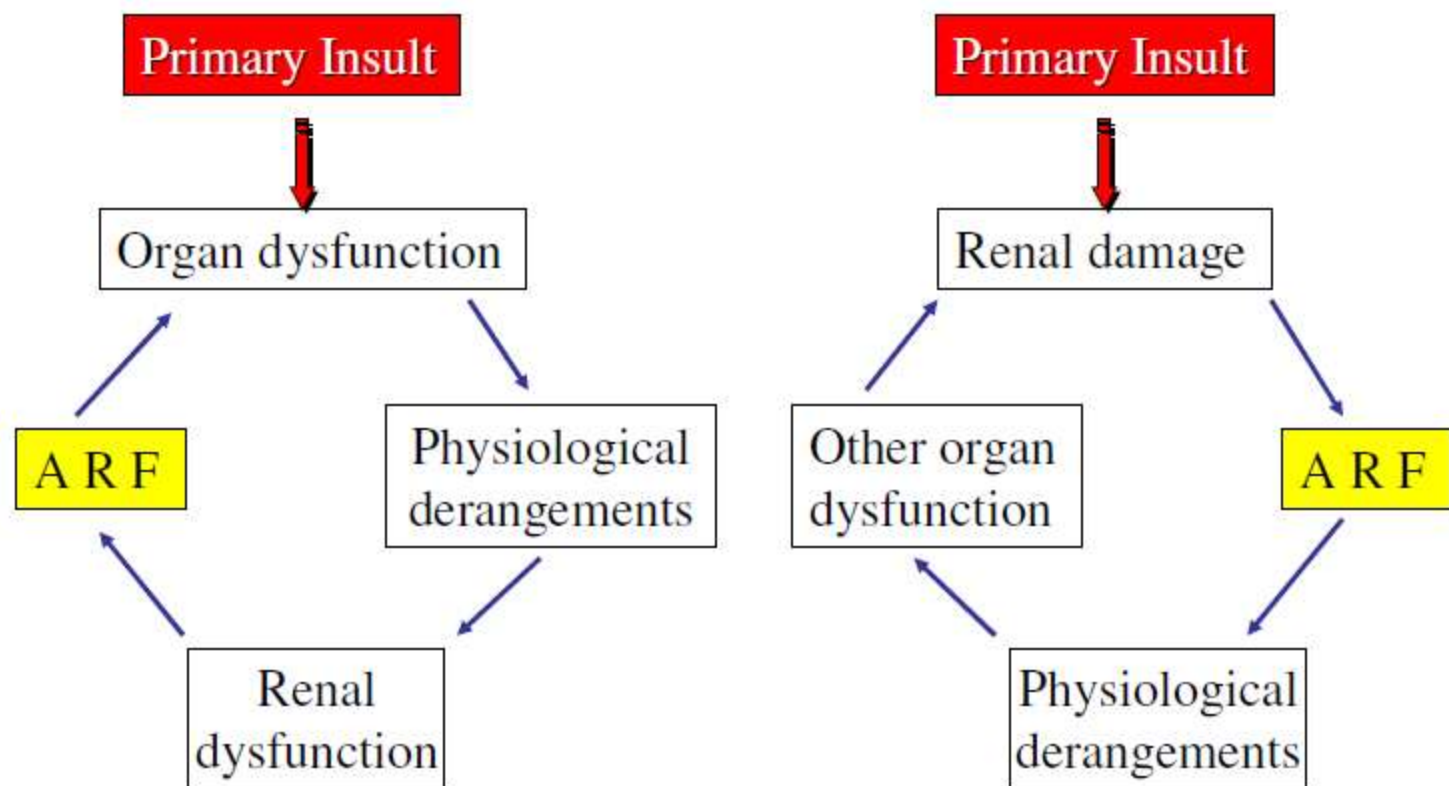 Primary Insult
Organ dysfunction
Physiological
derangements
Renal
dysfunction
A R F
Primary Insult
Renal damage
A R F
Physiological
derangements
Other organ
dysfunction